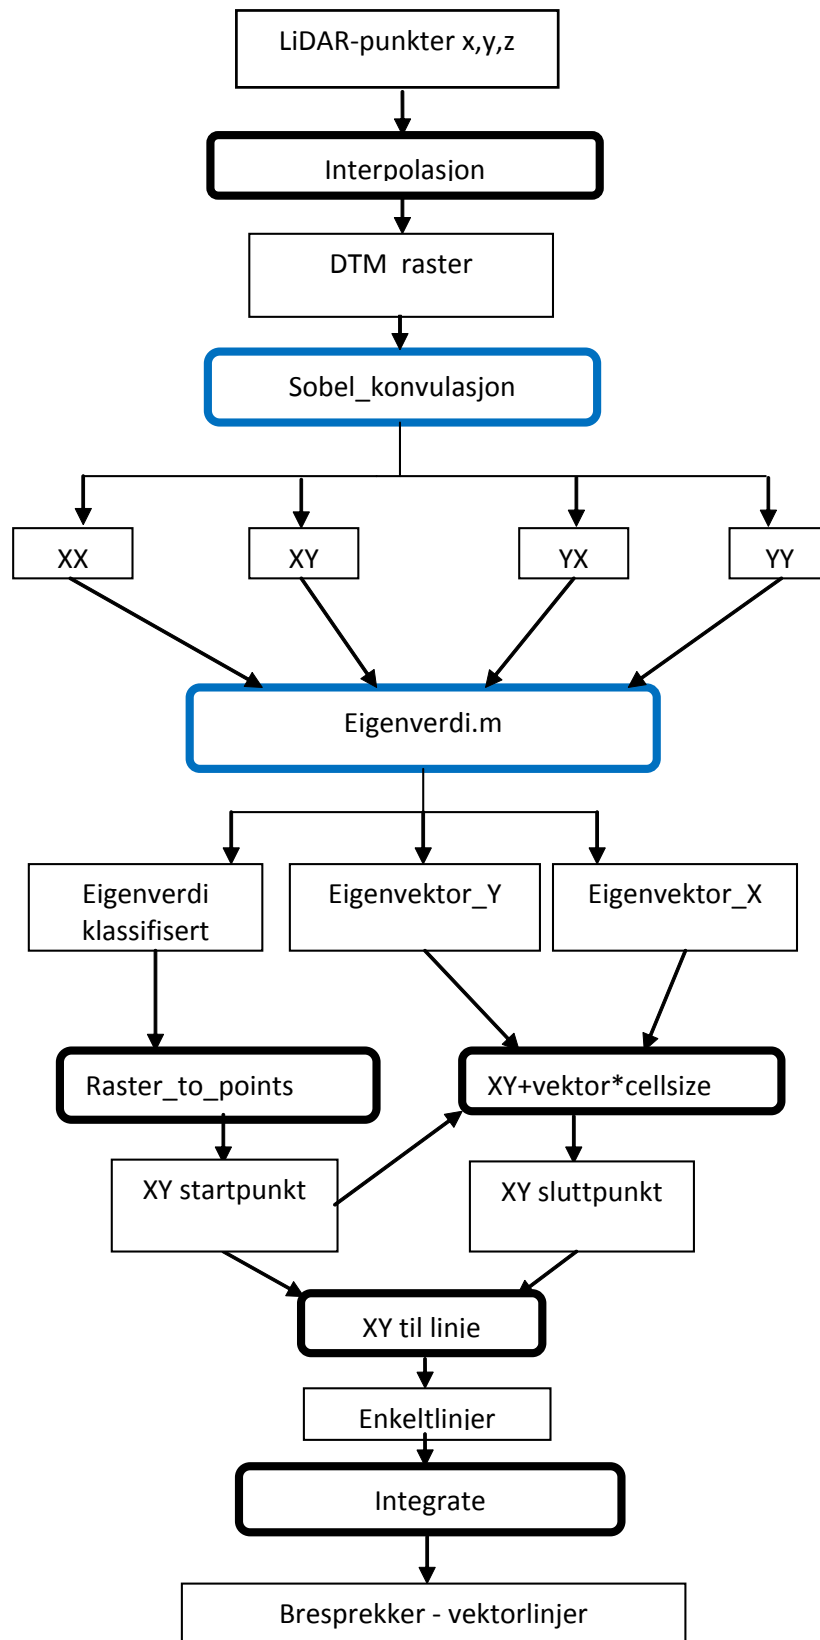 LiDAR-punkter x,y,z
Interpolasjon
DTM raster
Sobel_konvulasjon
XX
XY
YX
YY
Eigenverdi.m
Eigenverdi
klassifisert
Eigenvektor_Y
Eigenvektor_X
Raster_to_points
XY+vektor*cellsize
XY startpunkt
XY sluttpunkt
XY til linje
Enkeltlinjer
Integrate
Bresprekker - vektorlinjer